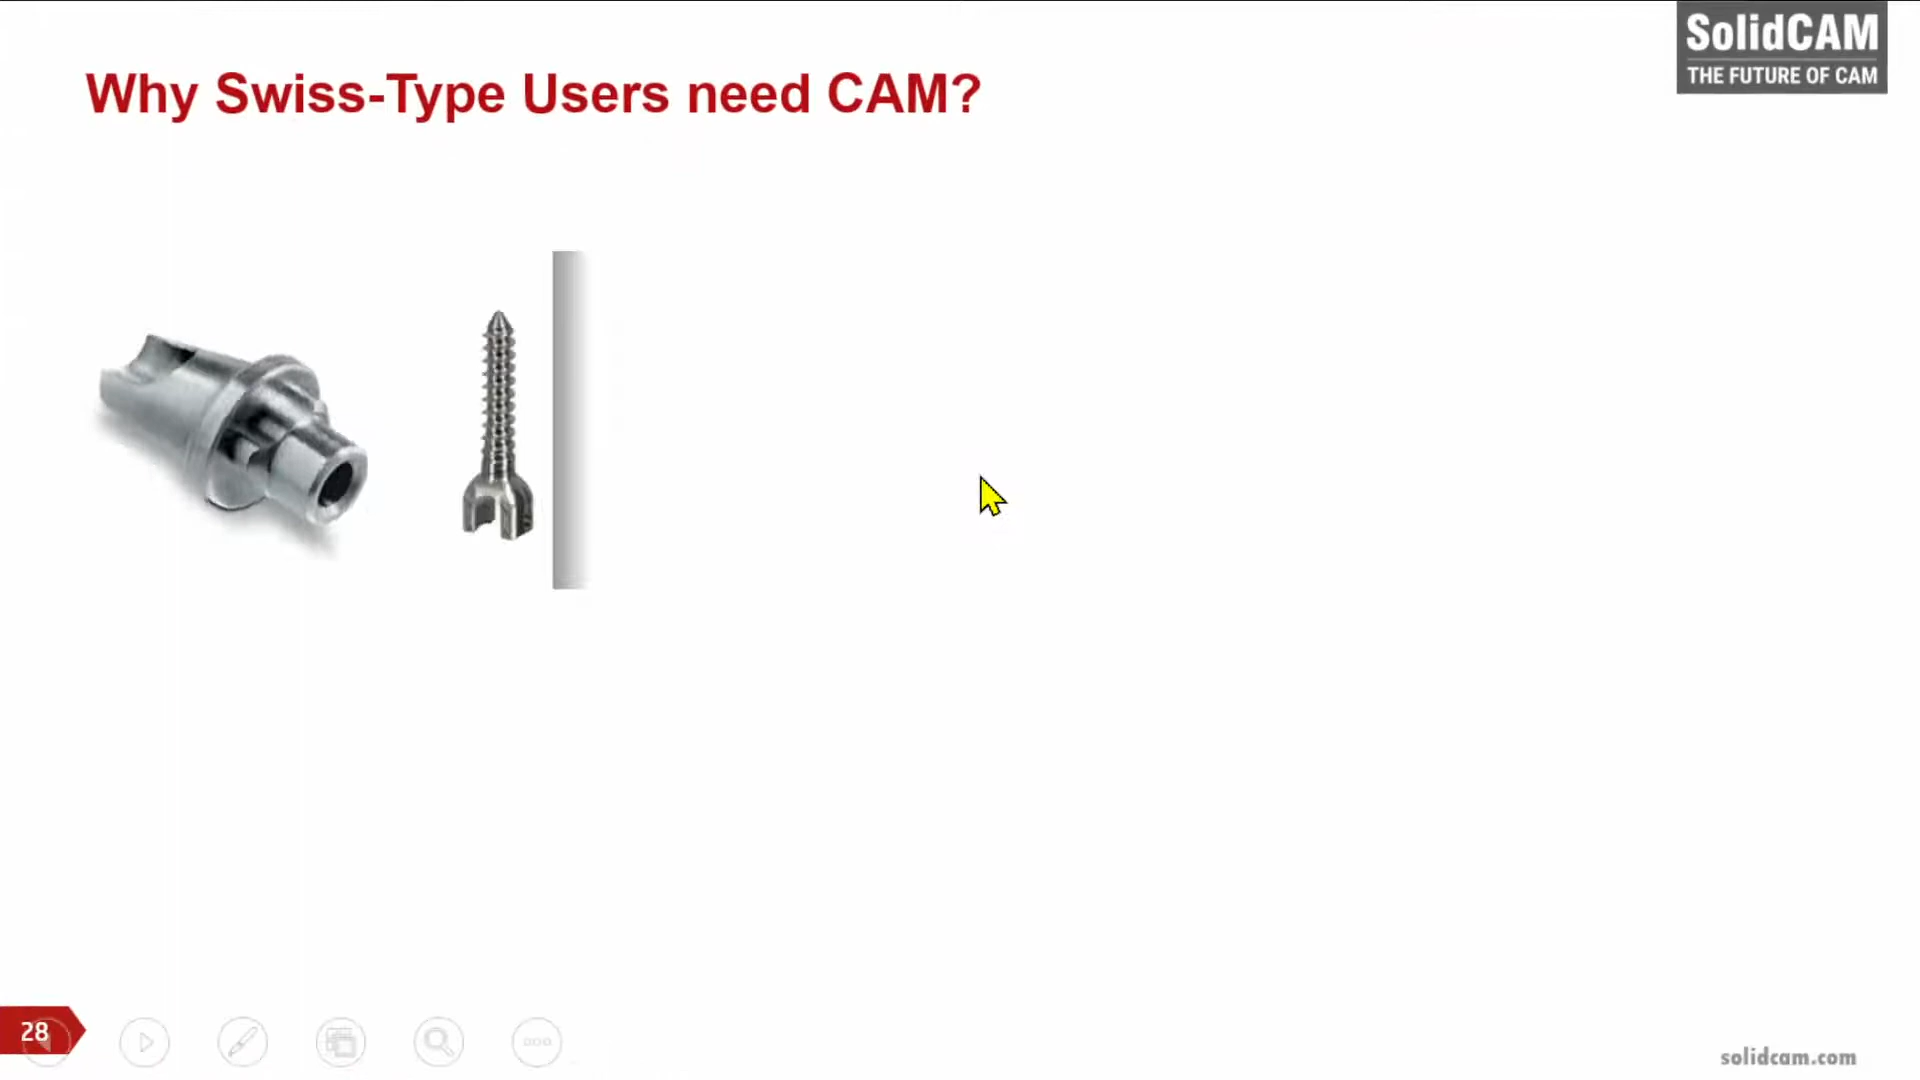 SolidCAM
THE FUTURE OF CAM
Why Swiss-Type Users need CAM?
28
solidcam.com